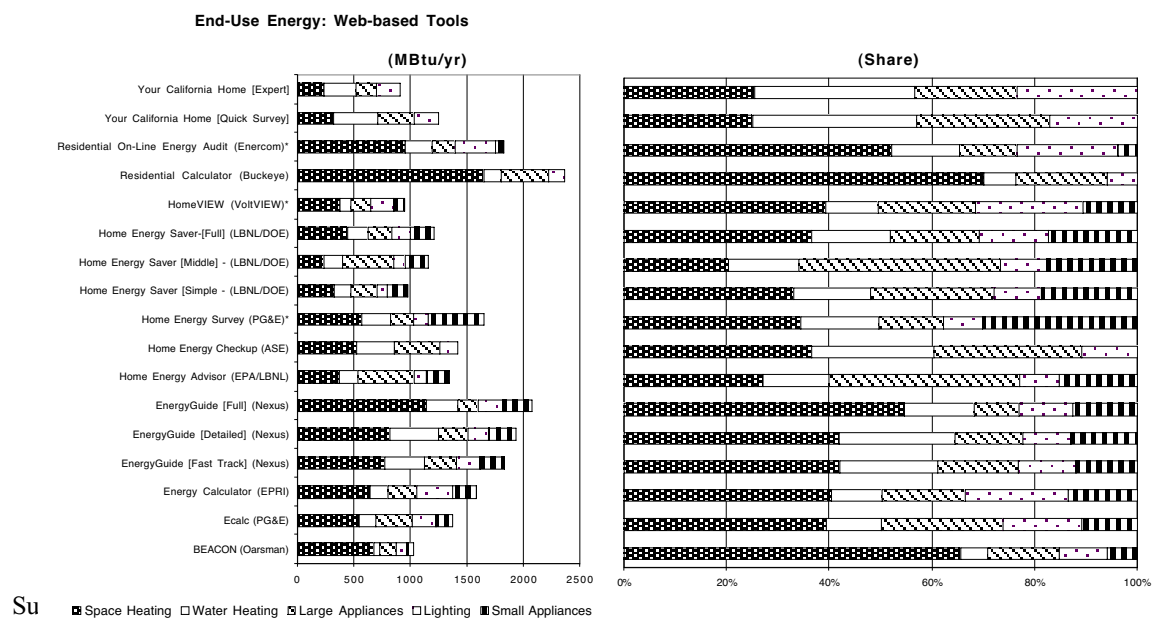 End-Use Energy: Web-based Tools
(MBtu/yr)
(Share)
Your California Home [Expert]
Your California Home [Quick Survey]
Residential On-Line Energy Audit (Enercom)*
Residential Calculator (Buckeye)
HomeVIEW (VoltVIEW)*
Home Energy Saver-[Full] (LBNL/DOE)
Home Energy Saver [Middle] - (LBNL/DOE)
Home Energy Saver [Simple - (LBNL/DOE)
Home Energy Survey (PG&E)*
Home Energy Checkup (ASE)
Home Energy Advisor (EPA/LBNL)
EnergyGuide [Full] (Nexus)
EnergyGuide [Detailed] (Nexus)
EnergyGuide [Fast Track] (Nexus)
Energy Calculator (EPRI)
Ecalc (PG&E)
BEACON (Oarsman)
0 500 1000 1500 2000 2500
0% 20% 40% 60% 80% 100%
Su
Space Heating Water Heating Large Appliances Lighting Small Appliances